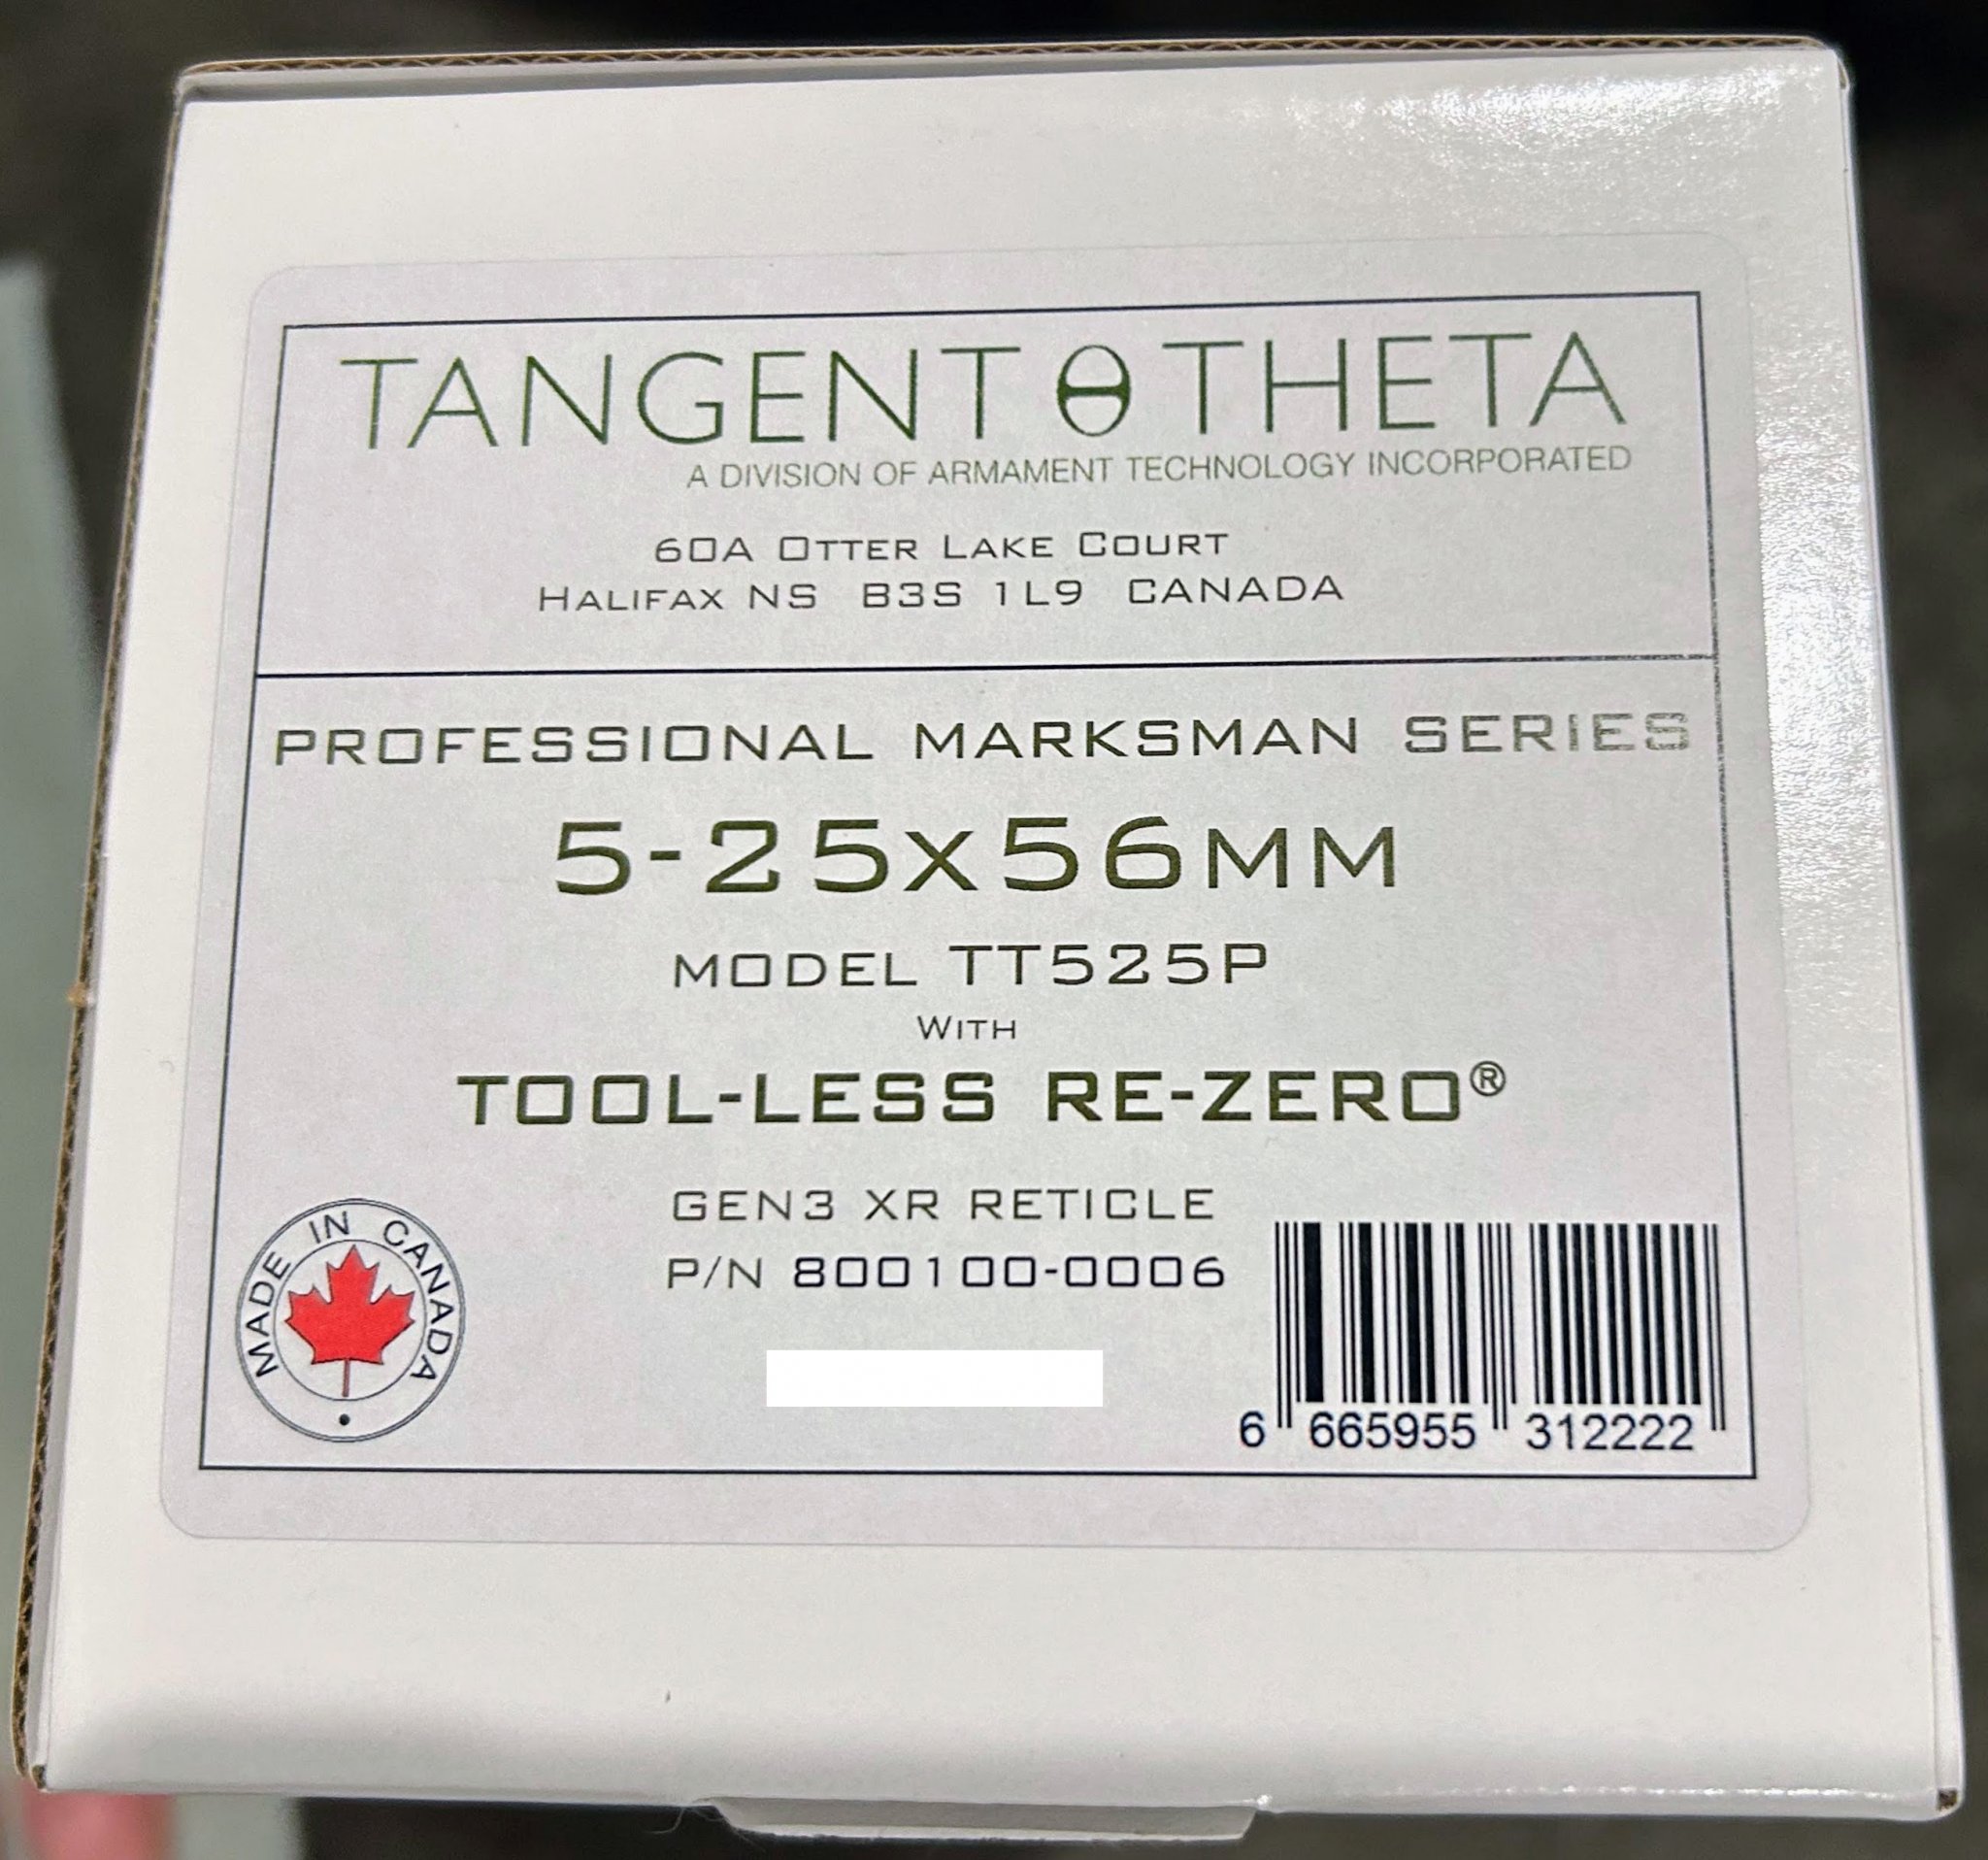 TANGENT θ THETA
A DIVISION OF ARMAMENT TECHNOLOGY INCORPORATED
60A OTTER LAKE COURT
HALIFAX NS B3S 1L9 CANADA
PROFESSIONAL MARKSMAN SERIES
5-25X56MM
MODEL TT525P
WITH
TOOL-LESS RE-ZERO®
GEN3 XR RETICLE
P/N 800100-0006
MADE IN CANADA
6 665955 312222